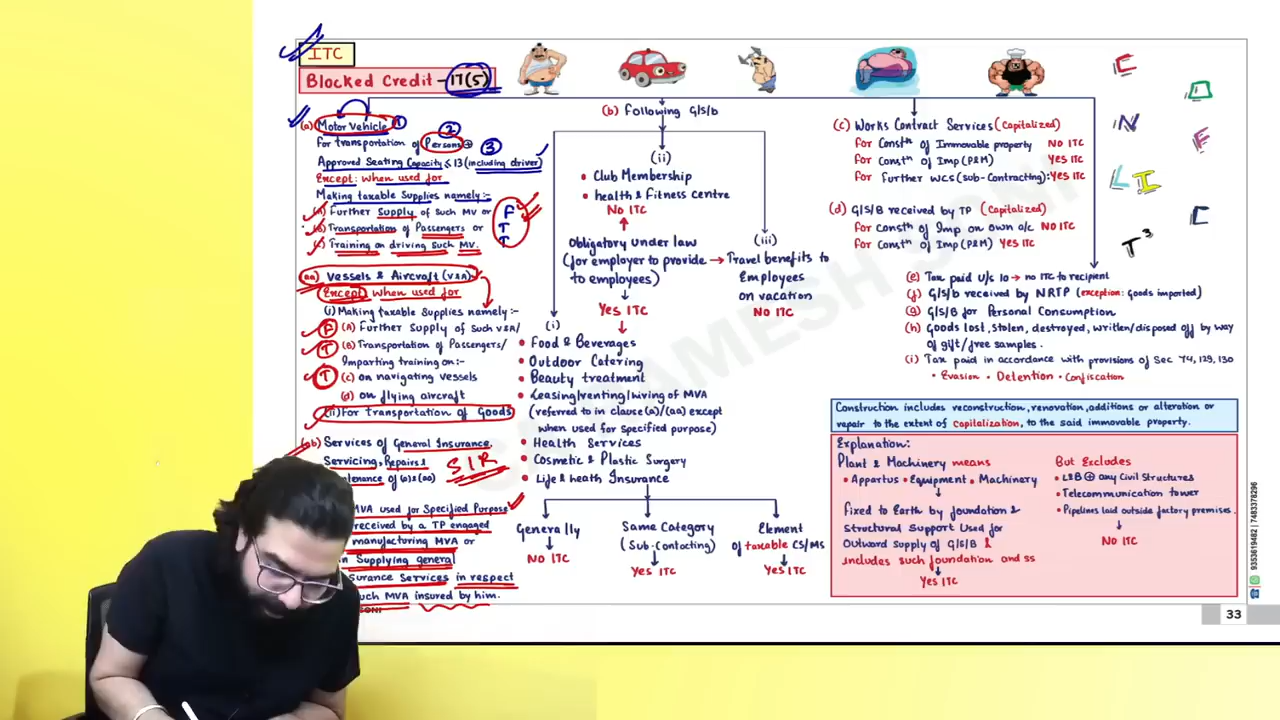 ITC
Blocked Credit - 17(5)
(a) Motor Vehicle 1
For transportation of Persons ⊕ 2
Approved Seating Capacity ≤ 13 (including driver) 3
Except: when used for
Making taxable Supplies namely:-
(A) Further Supply of such MV or F
(B) Transportation of Passengers or T
(C) Training on driving such MV. T
(aa) Vessels & Aircraft (V&A)
Except when used for
(i) Making taxable Supplies namely:-
F (A) Further Supply of such V&A/
T (B) Transportation of Passengers/
Imparting training on:-
T (c) on navigating vessels
(d) on flying aircraft
(ii) For transportation of Goods
(ab) Services of General Insurance,
Servicing, Repairs & SIR
tenance of (a) & (aa)
MVA used for Specified Purpose
received by a TP engaged
manufacturing MVA or
in Supplying general
surance Services in respect
such MVA insured by him.
SONI
(b) Following G/S/b
(ii)
• Club Membership
• health & Fitness centre
No ITC
Obligatory under law
(for employer to provide
to employees)
Yes ITC
(iii)
Travel benefits to
Employees
on vacation
No ITC
(i)
• Food & Beverages
• Outdoor Catering
• Beauty treatment
• Leasing/renting/hiring of MVA
(referred to in clause (a)/(aa) except
when used for specified purpose)
• Health Services
• Cosmetic & Plastic Surgery
• Life & heath Insurance
Generally
No ITC
Same Category
(Sub-Contacting)
Yes ITC
Element
of taxable CS/MS
Yes ITC
(c) Works Contract Services (Capitalized)
for Constn of Immovable property No ITC
for Constn of Imp (P&M) YES ITC
for Further WCS (sub-Contracting): YES ITC
(d) G/S/B received by TP (Capitalized)
for Constn of Imp on own a/c NO ITC
for Constn of Imp (P&M) YES ITC
(e) Tax paid U/s 10 → no ITC to recipient
(f) G/S/b received by NRTP (exception: Goods imported)
(g) G/S/B for Personal Consumption
(h) Goods lost, stolen, destroyed, written/disposed off by way
of gift/free samples.
(i) Tax paid in accordance with provisions of Sec 74, 129, 130
• Evasion • Detention • Confiscation
Construction includes reconstruction, renovation, additions or alteration or
repair to the extent of capitalization, to the said immovable property.
Explanation:
Plant & Machinery means
• Appartus • Equipment • Machinery
Fixed to Earth by foundation &
Structural Support Used for
Outward supply of G/S/B &
includes such foundation and ss
Yes ITC
But Excludes
• L&B ⊕ any Civil Structures
• Telecommunication tower
• Pipelines laid outside factory premises.
No ITC
C
D
N
F
L I
C
T³
9353619482 | 7483378296
33